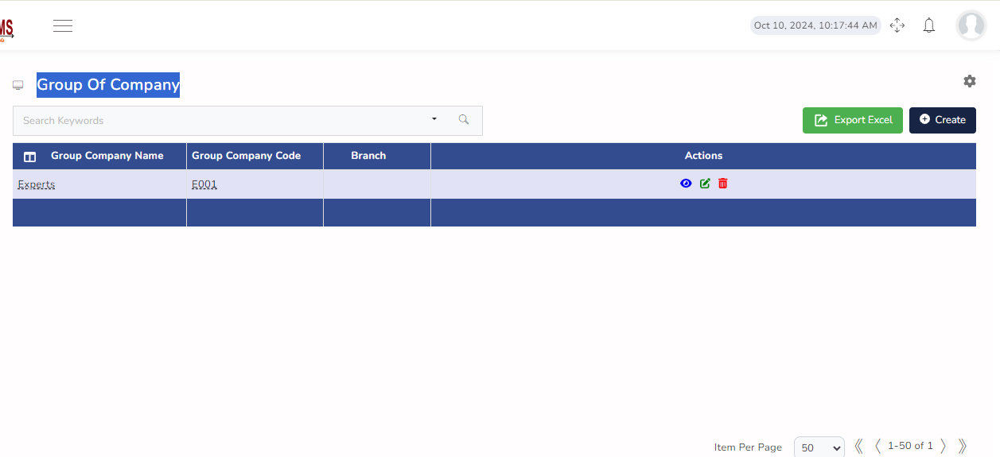 MS
Oct 10, 2024, 10:17:44 AM
Group Of Company
Search Keywords
Export Excel
Create
Group Company Name Group Company Code Branch Actions
Experts E001
Item Per Page 50 1-50 of 1